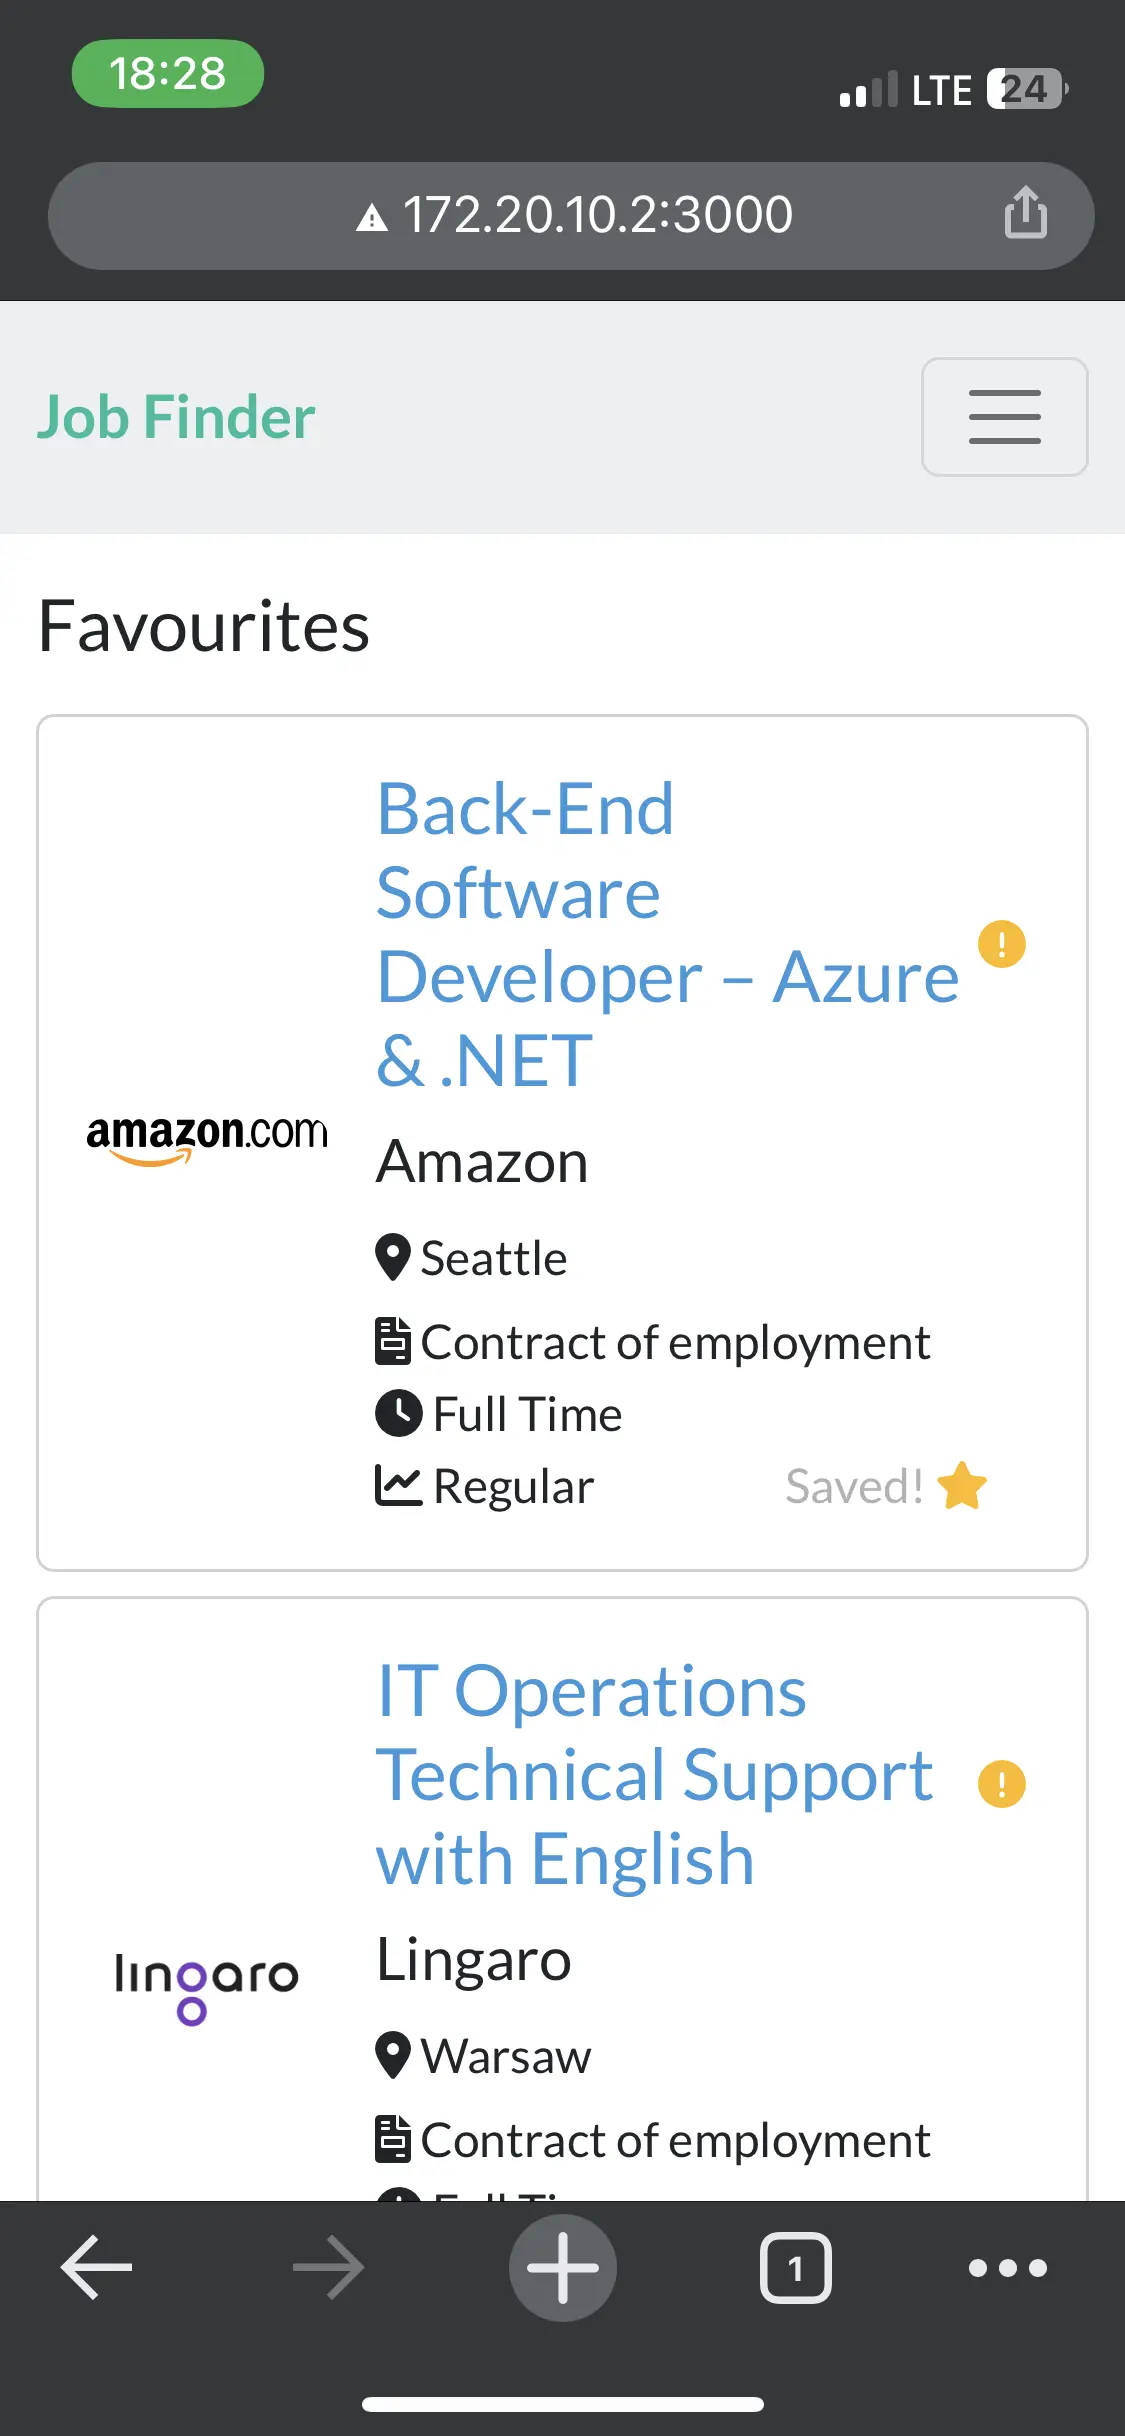 18:28
LTE 24
172.20.10.2:3000
Job Finder
Favourites
Back-End
Software
Developer – Azure
& .NET
amazon.com
Amazon
Seattle
Contract of employment
Full Time
Regular
Saved!
IT Operations
Technical Support
with English
lingaro
Lingaro
Warsaw
Contract of employment
1